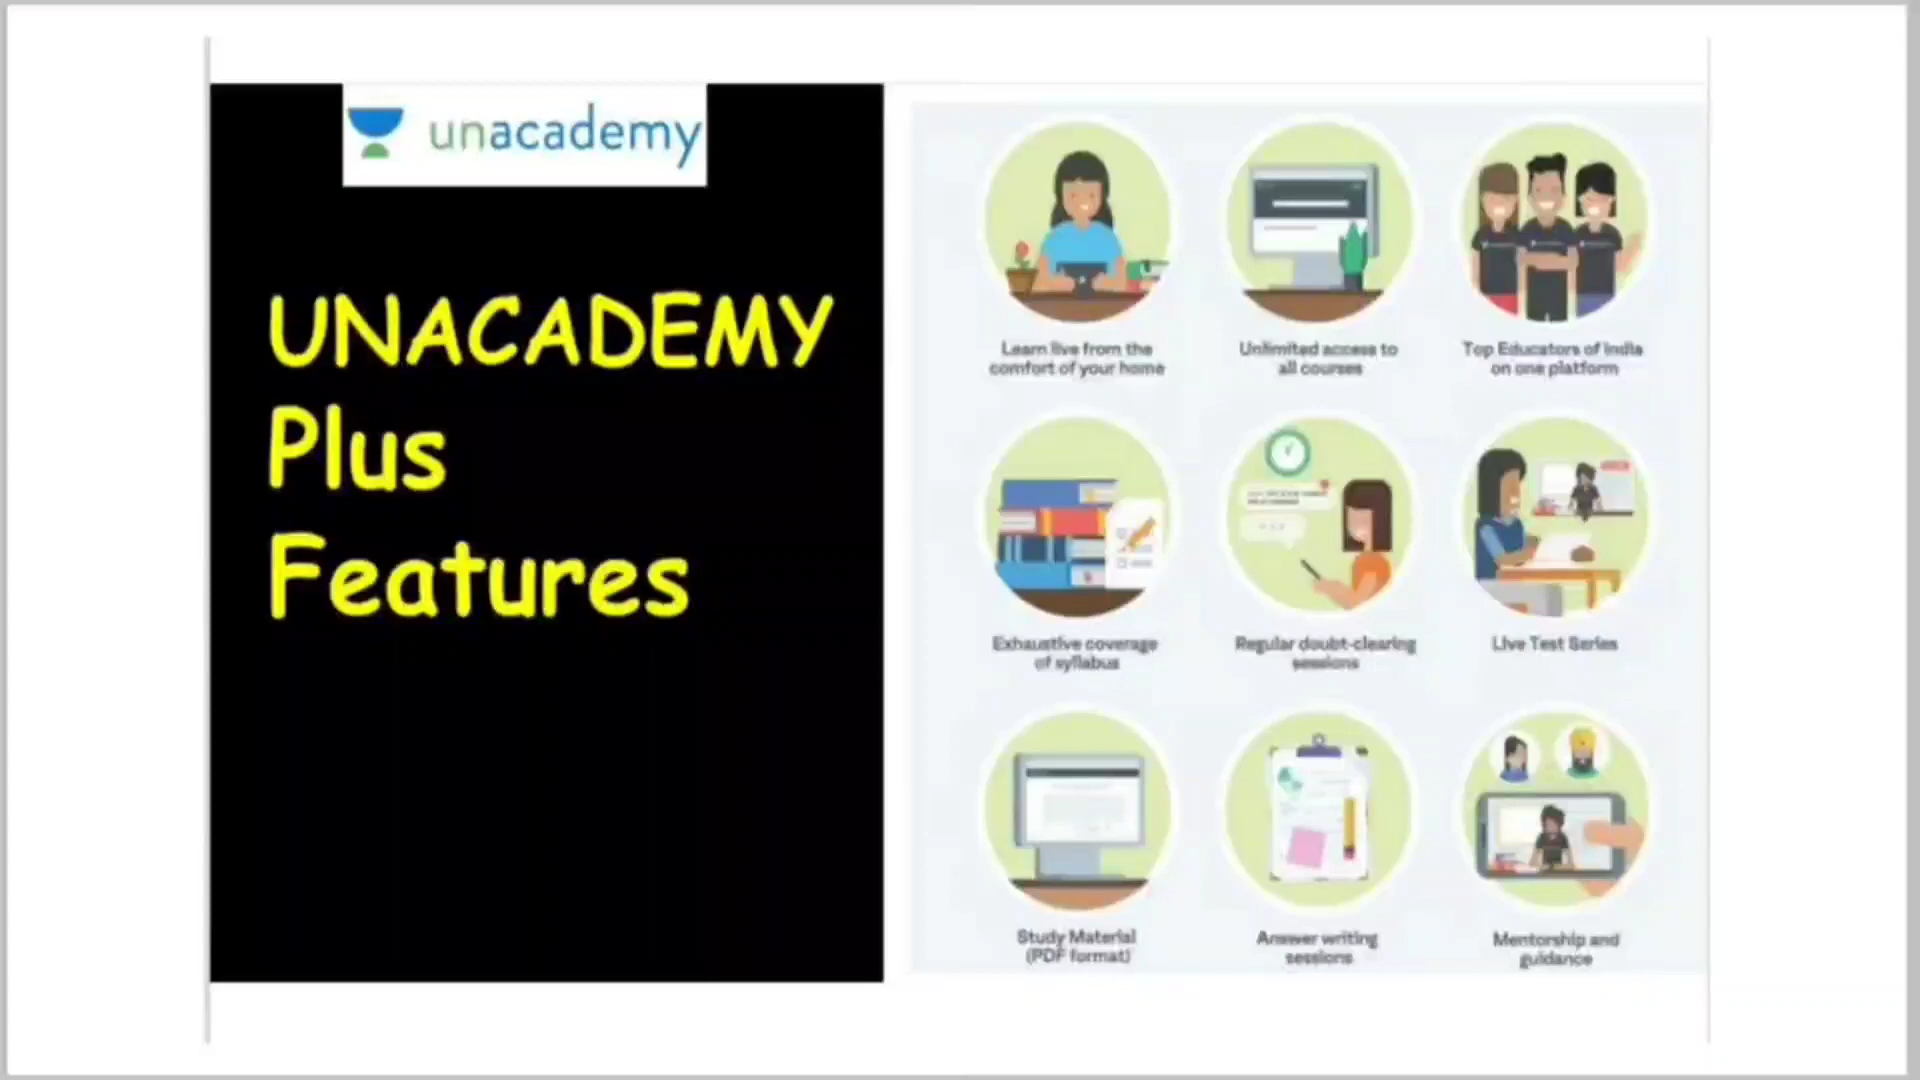 unacademy
UNACADEMY
Plus
Features
Learn live from the
comfort of your home
Unlimited access to
all courses
Top Educators of India
on one platform
Exhaustive coverage
of syllabus
Regular doubt-clearing
sessions
Live Test Series
Study Material
(PDF format)
Answer writing
sessions
Mentorship and
guidance